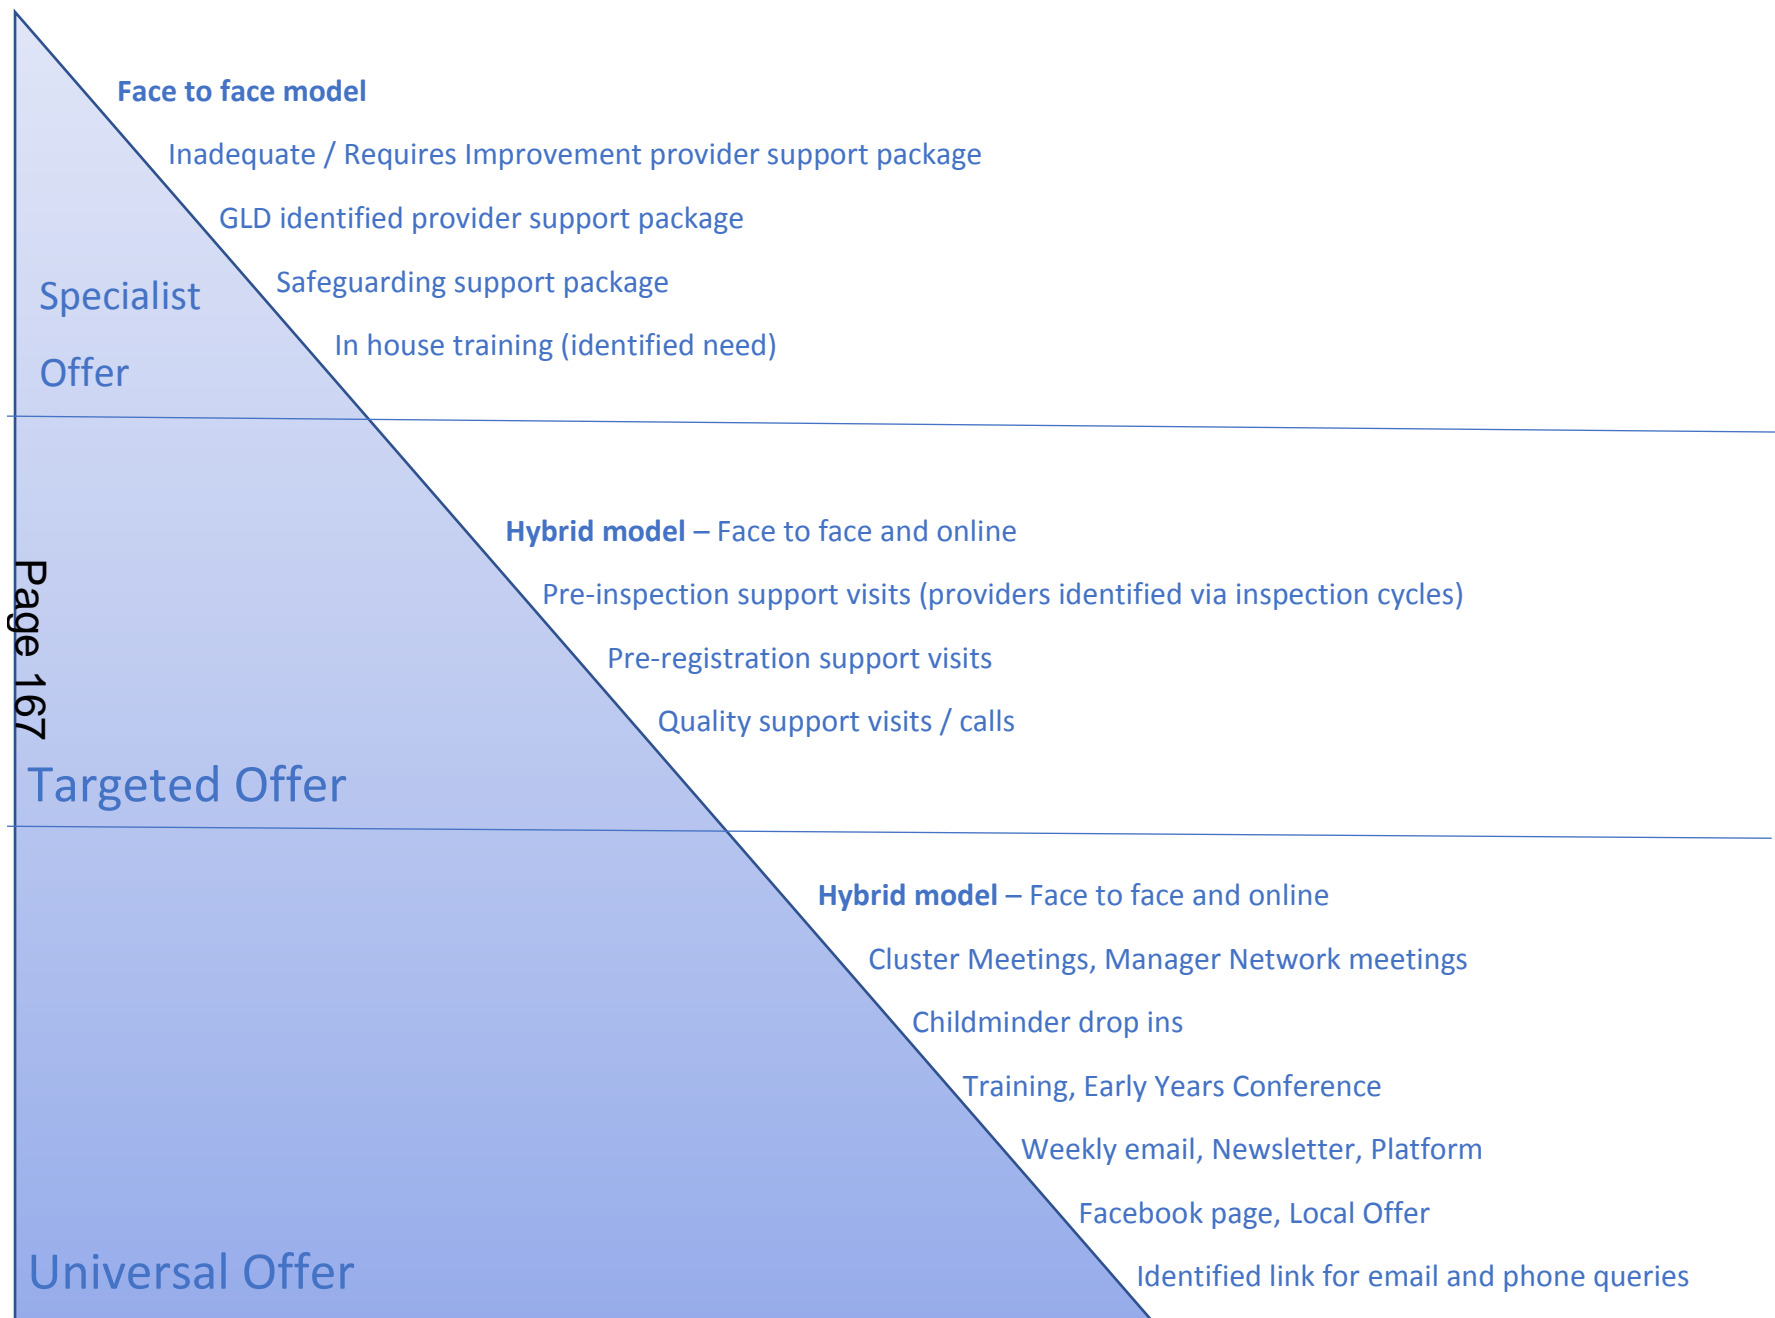 Face to face model
Inadequate / Requires Improvement provider support package
GLD identified provider support package
Safeguarding support package
In house training (identified need)
Specialist
Offer
Hybrid model – Face to face and online
Pre-inspection support visits (providers identified via inspection cycles)
Pre-registration support visits
Quality support visits / calls
Page 167
Targeted Offer
Hybrid model – Face to face and online
Cluster Meetings, Manager Network meetings
Childminder drop ins
Training, Early Years Conference
Weekly email, Newsletter, Platform
Facebook page, Local Offer
Identified link for email and phone queries
Universal Offer